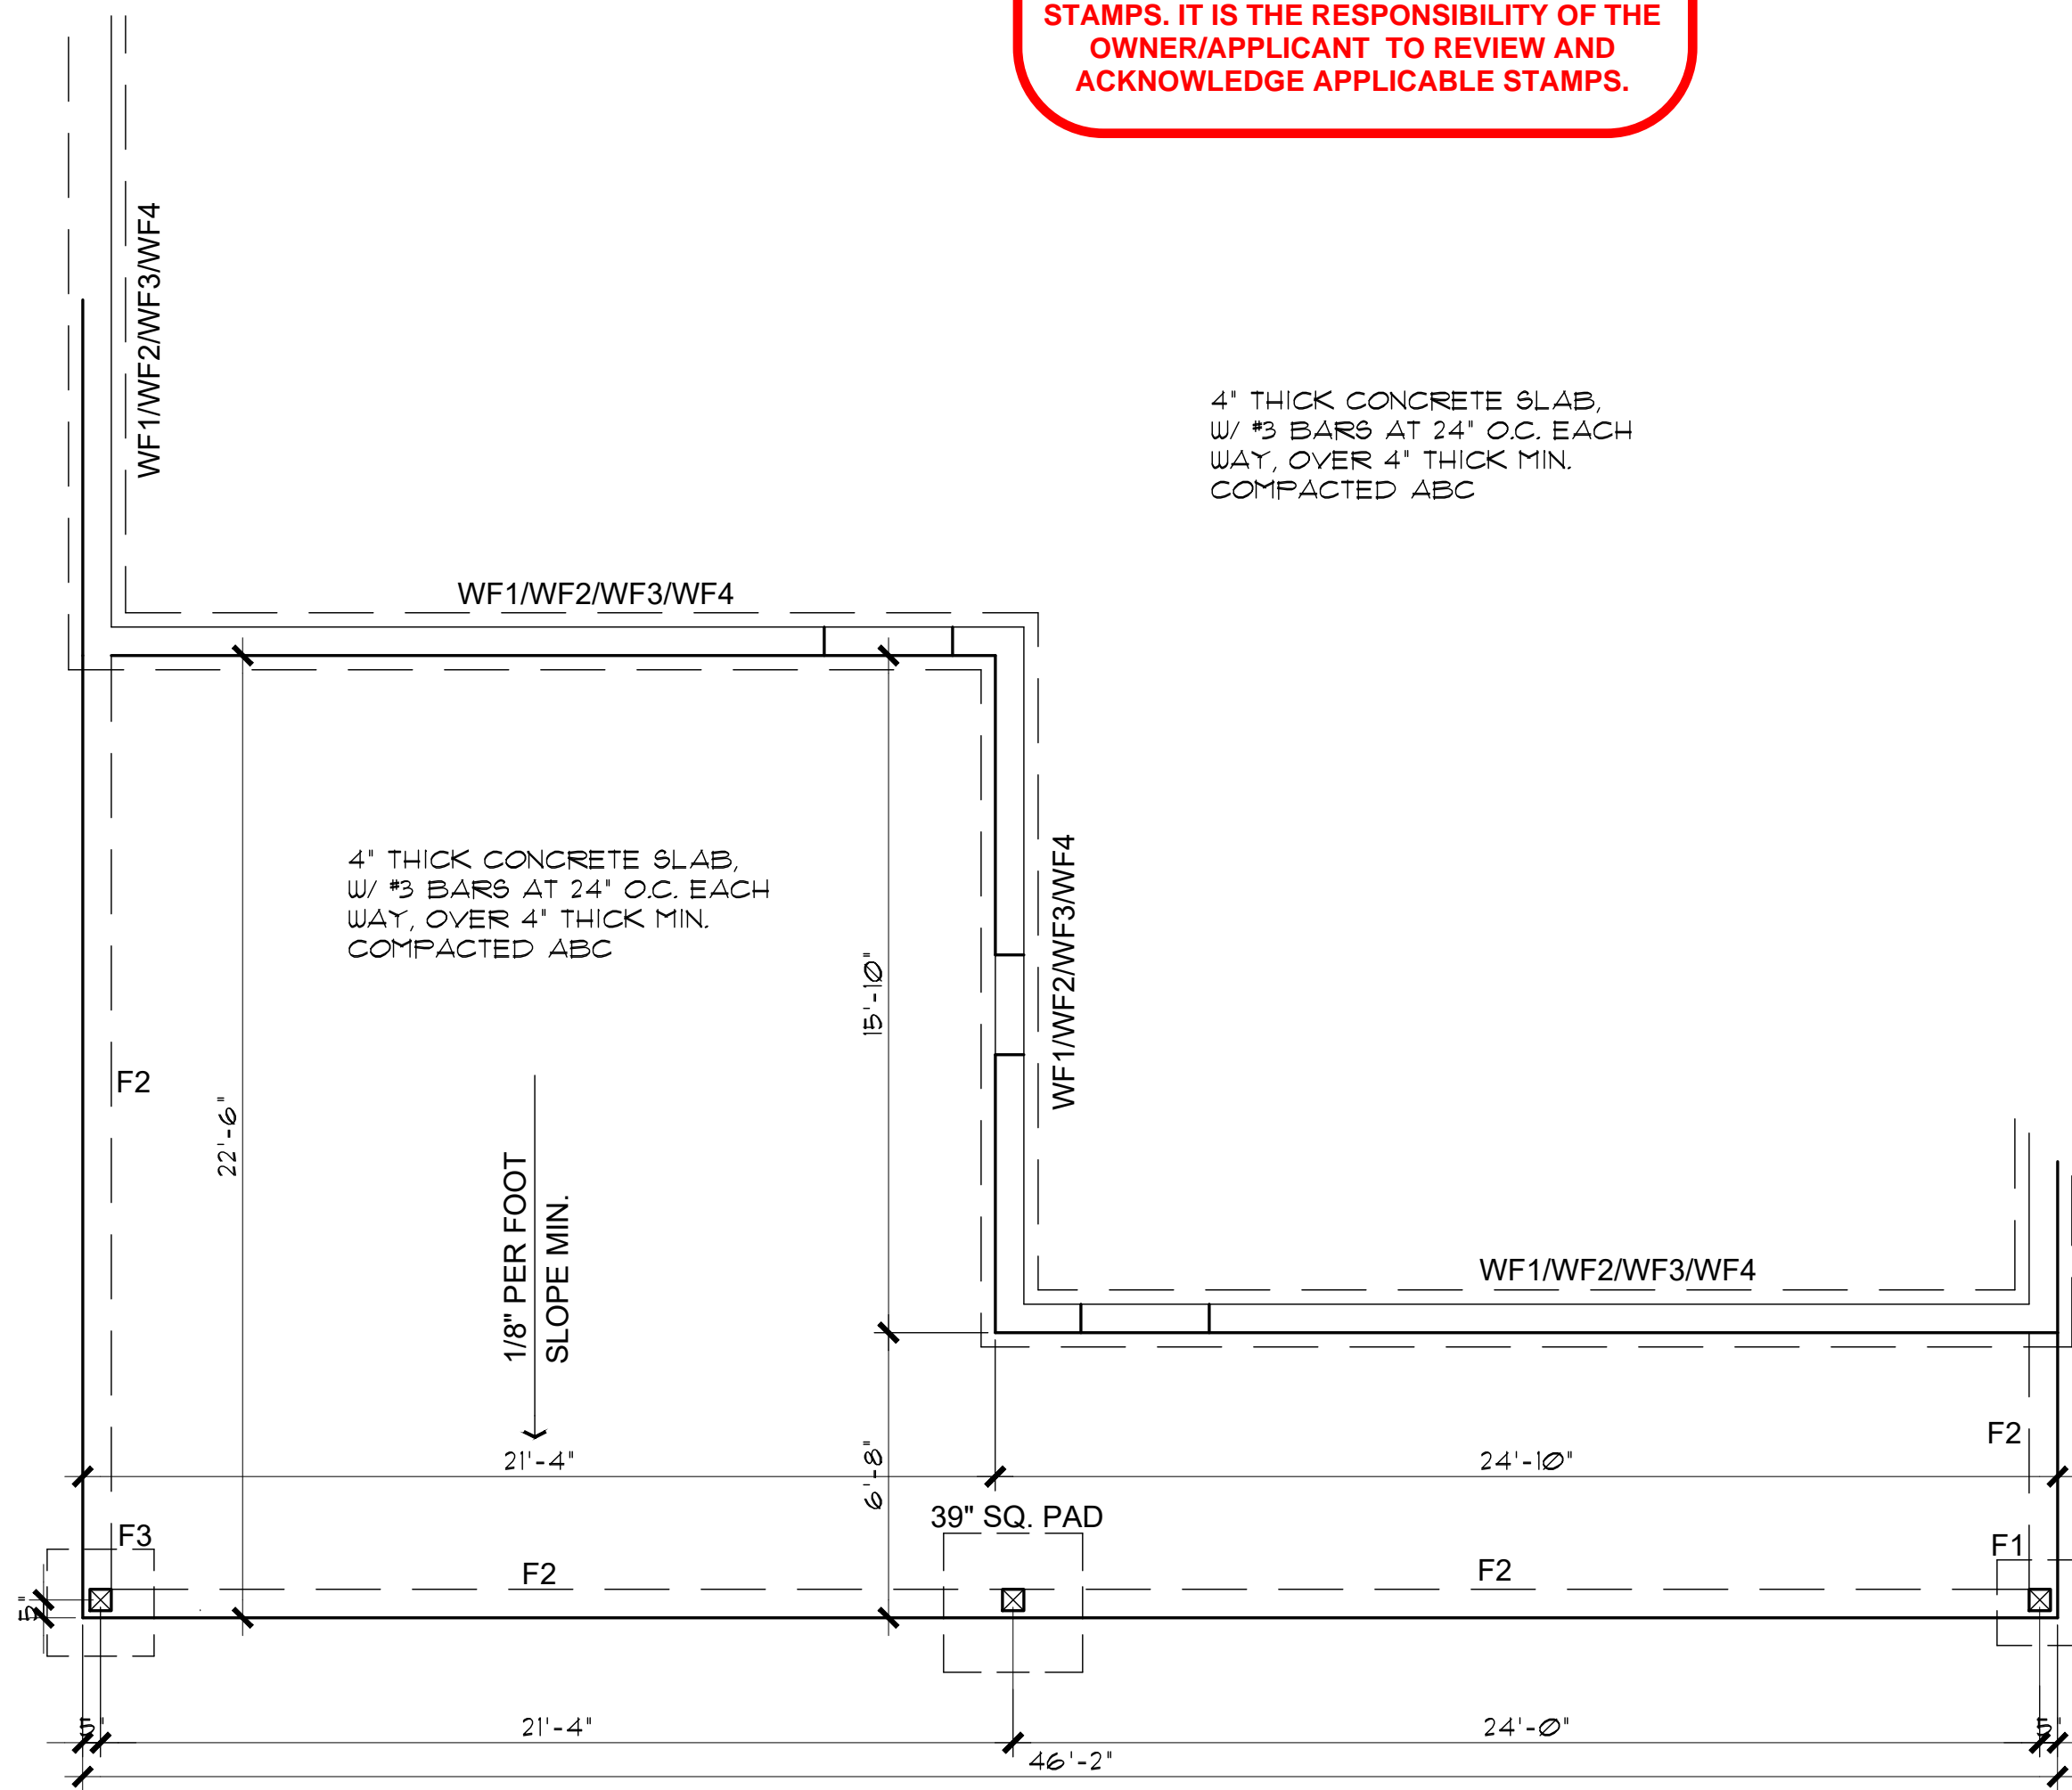 STAMPS. IT IS THE RESPONSIBILITY OF THE
OWNER/APPLICANT TO REVIEW AND
ACKNOWLEDGE APPLICABLE STAMPS.
WF1/WF2/WF3/WF4
4" THICK CONCRETE SLAB,
W/ #3 BARS AT 24" O.C. EACH
WAY, OVER 4" THICK MIN.
COMPACTED ABC
WF1/WF2/WF3/WF4
4" THICK CONCRETE SLAB,
W/ #3 BARS AT 24" O.C. EACH
WAY, OVER 4" THICK MIN.
COMPACTED ABC
15'-10"
WF1/WF2/WF3/WF4
F2
22'-6"
1/8" PER FOOT
SLOPE MIN.
WF1/WF2/WF3/WF4
21'-4"
6'-8"
24'-10"
F2
39" SQ. PAD
F3
F2
F2
F1
5"
5"
21'-4"
24'-0"
5"
46'-2"